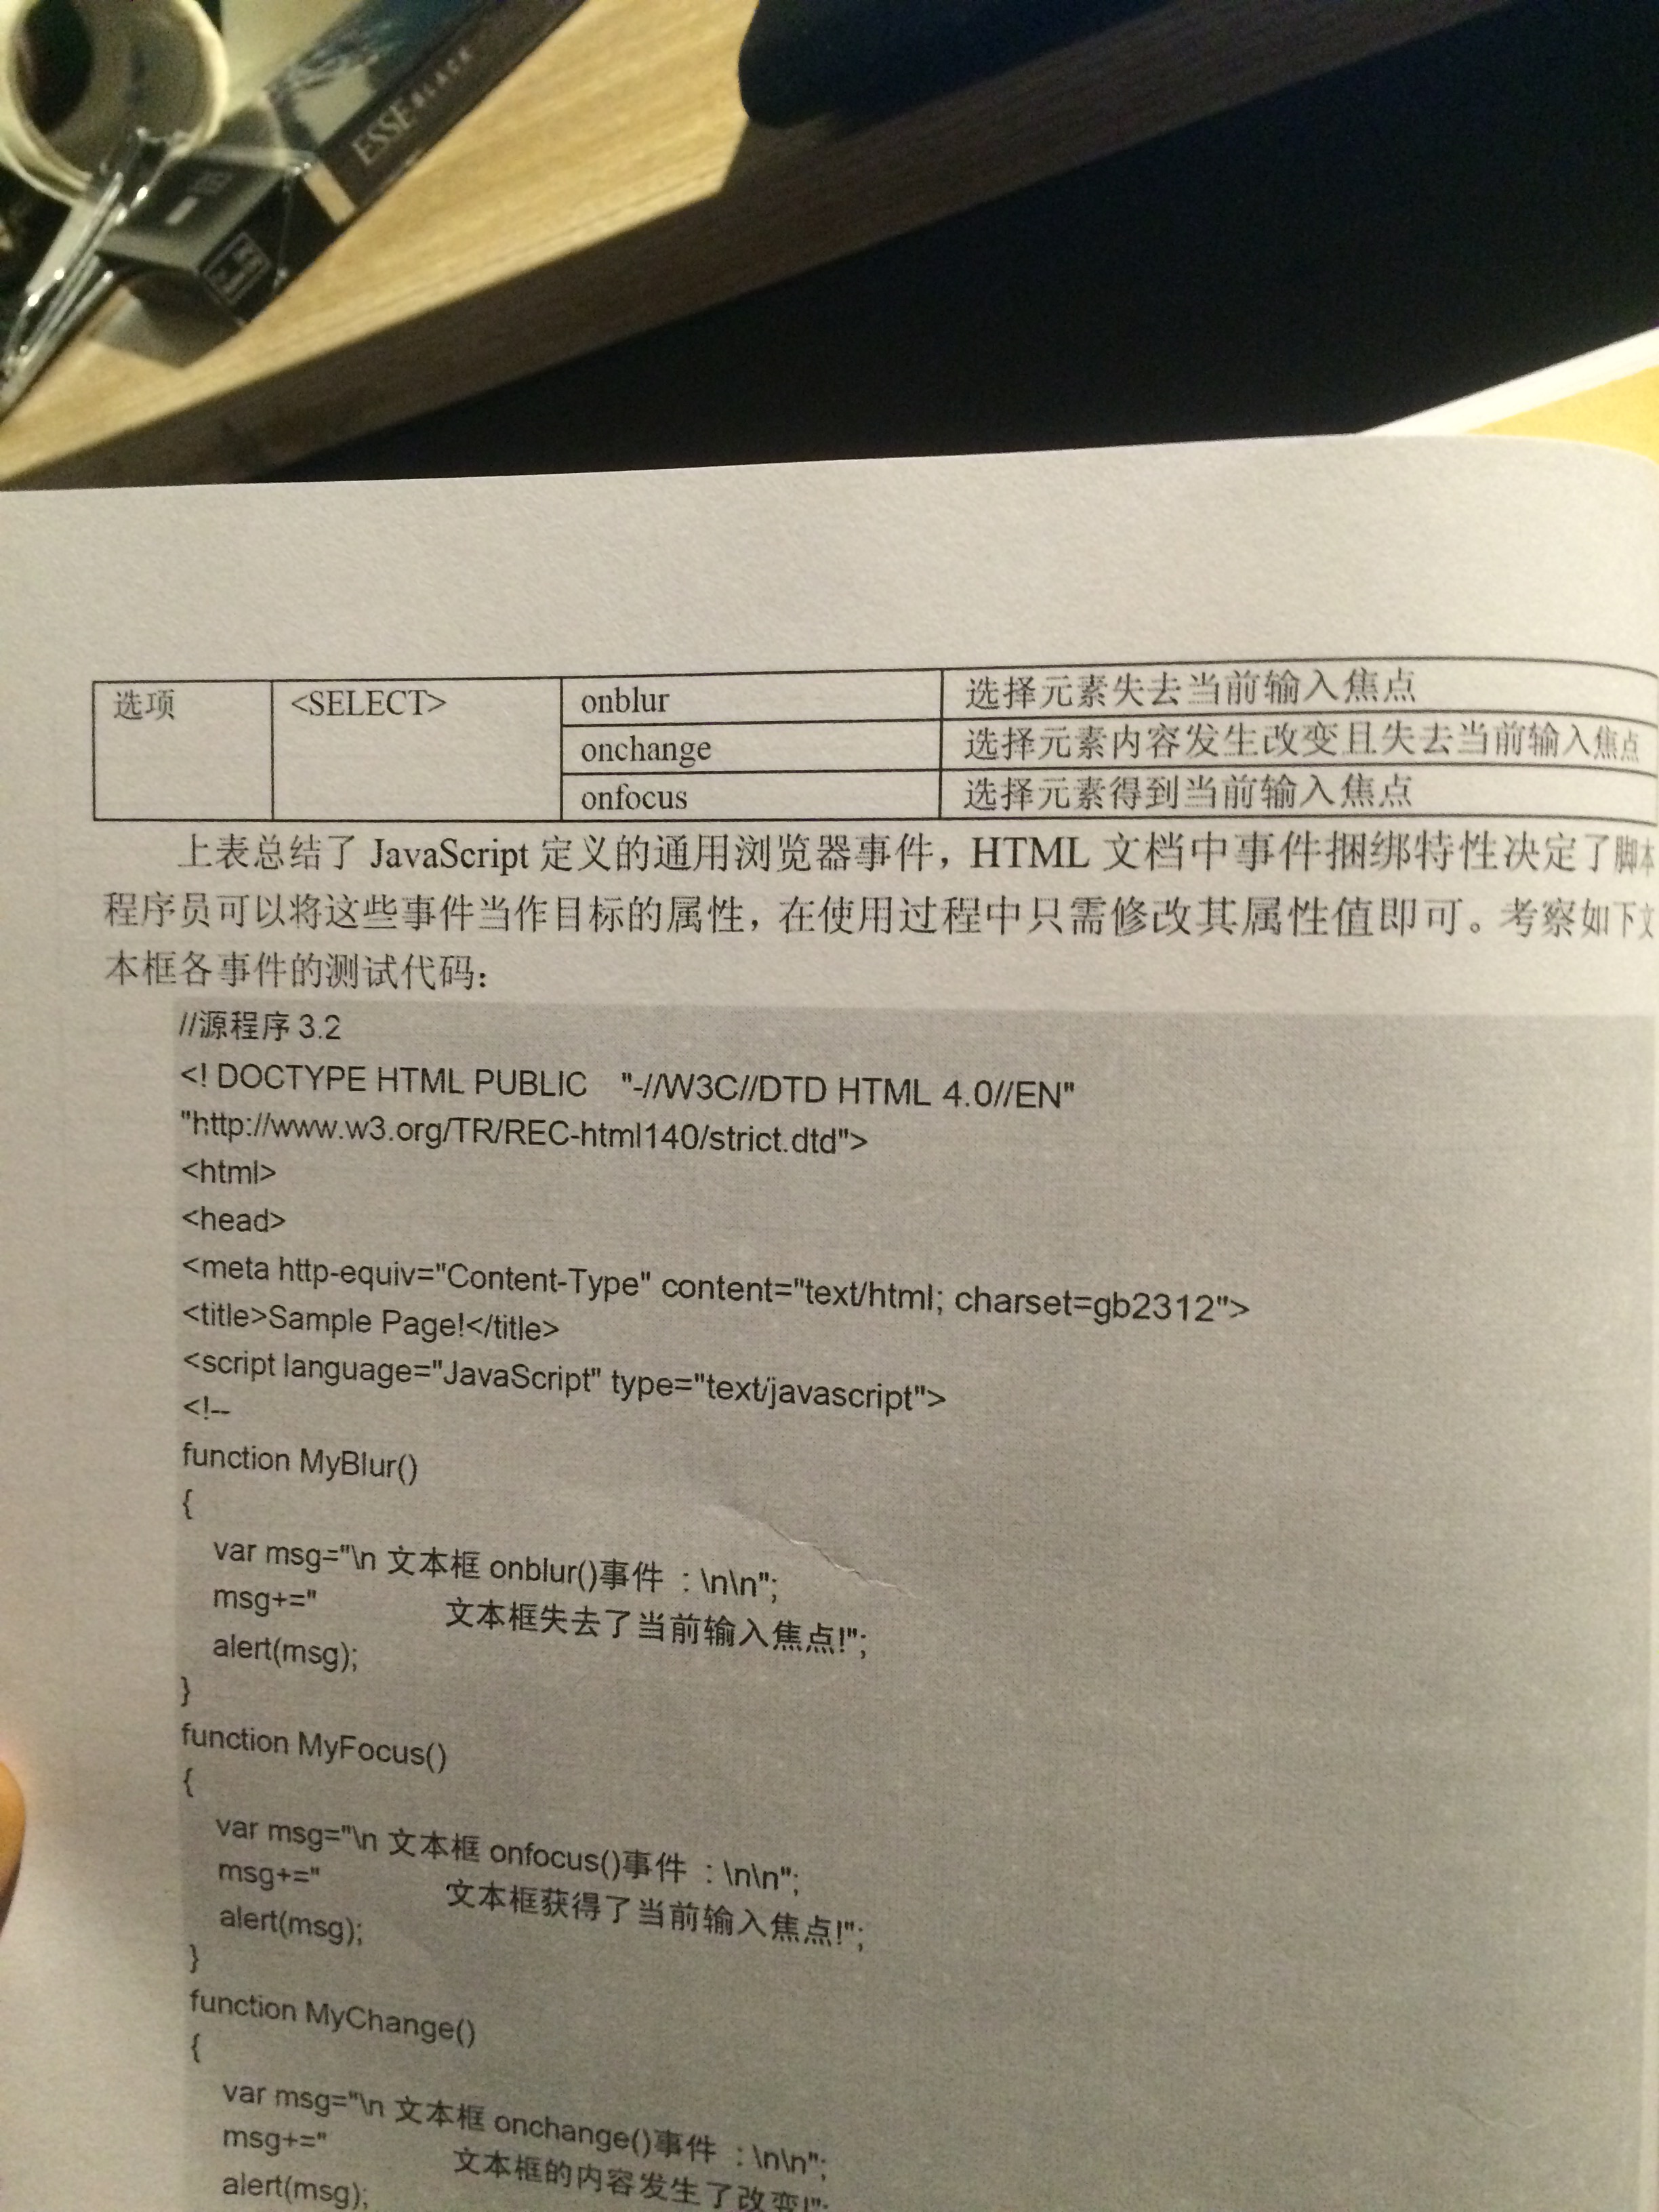 ESSE BLACK
选项 <SELECT> onblur 选择元素失去当前输入焦点
onchange 选择元素内容发生改变且失去当前输入焦点
onfocus 选择元素得到当前输入焦点
上表总结了 JavaScript 定义的通用浏览器事件，HTML 文档中事件捆绑特性决定了脚本
程序员可以将这些事件当作目标的属性，在使用过程中只需修改其属性值即可。考察如下文
本框各事件的测试代码：
//源程序 3.2
<! DOCTYPE HTML PUBLIC "-//W3C//DTD HTML 4.0//EN"
"http://www.w3.org/TR/REC-html140/strict.dtd">
<html>
<head>
<meta http-equiv="Content-Type" content="text/html; charset=gb2312">
<title>Sample Page!</title>
<script language="JavaScript" type="text/javascript">
<!--
function MyBlur()
{
var msg="\n 文本框 onblur()事件 : \n\n";
msg+=" 文本框失去了当前输入焦点!";
alert(msg);
}
function MyFocus()
{
var msg="\n 文本框 onfocus()事件 : \n\n";
msg+=" 文本框获得了当前输入焦点!";
alert(msg);
}
function MyChange()
{
var msg="\n 文本框 onchange()事件 : \n\n";
msg+=" 文本框的内容发生了改变!";
alert(msg);